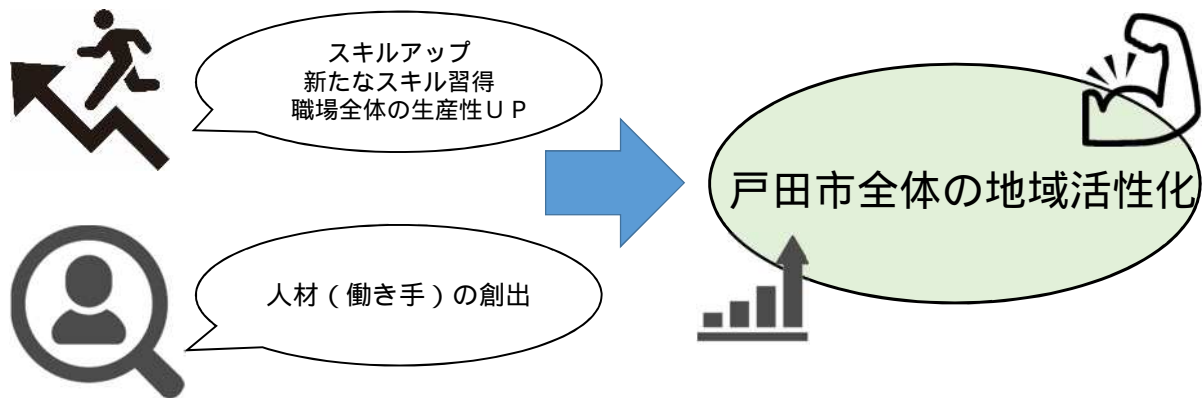 スキルアップ
新たなスキル習得
職場全体の生産性ＵＰ
人材（働き手）の創出
戸田市全体の地域活性化